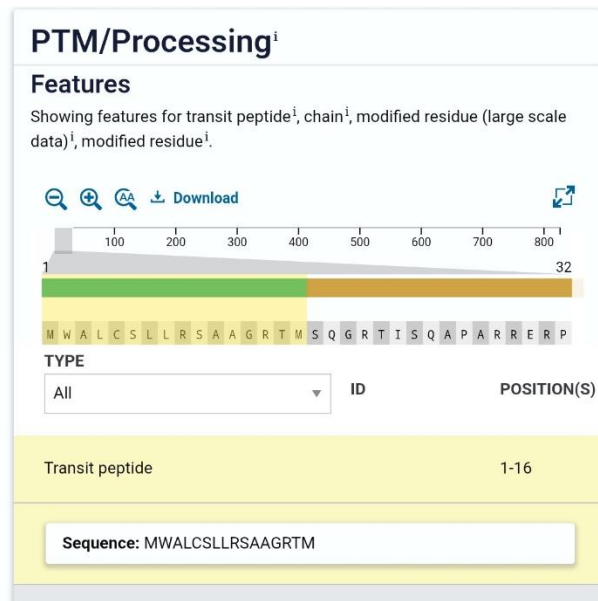 PTM/Processingⁱ
Features
Showing features for transit peptideⁱ, chainⁱ, modified residue (large scale
data)ⁱ, modified residueⁱ.
AA Download
100 200 300 400 500 600 700 800
1 32
M W A L C S L L R S A A G R T M S Q G R T I S Q A P A R R E R P
TYPE
All ID POSITION(S)
Transit peptide 1-16
Sequence: MWALCSLLRSAAGRTM